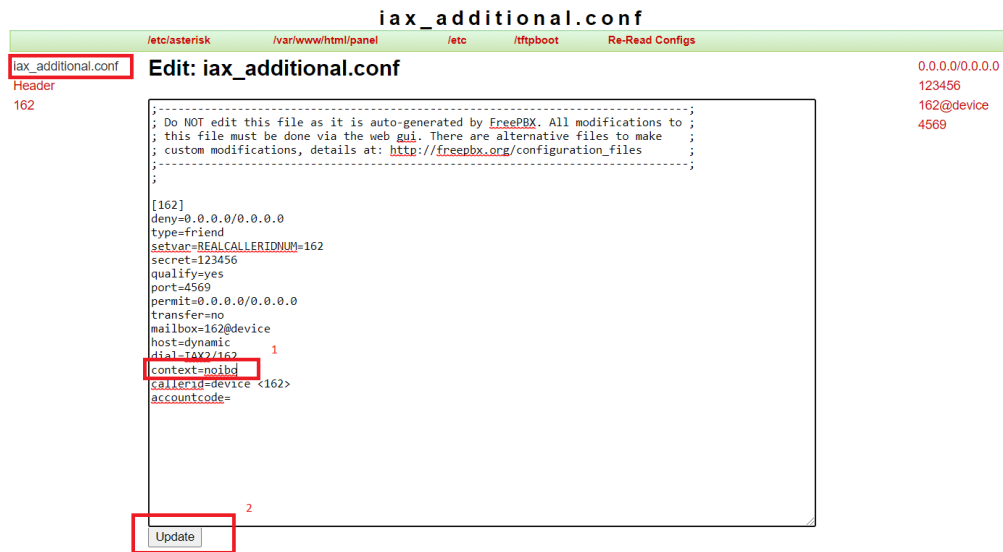 iax_additional.conf
/etc/asterisk /var/www/html/panel /etc /tftpboot Re-Read Configs
iax_additional.conf
Header
162
Edit: iax_additional.conf
;-------------------------------------------------------------------------------;
; Do NOT edit this file as it is auto-generated by FreePBX. All modifications to ;
; this file must be done via the web gui. There are alternative files to make ;
; custom modifications, details at: http://freepbx.org/configuration_files ;
;-------------------------------------------------------------------------------;
;
[162]
deny=0.0.0.0/0.0.0.0
type=friend
setvar=REALCALLERIDNUM=162
secret=123456
qualify=yes
port=4569
permit=0.0.0.0/0.0.0.0
transfer=no
mailbox=162@device
host=dynamic
dial=IAX2/162
1
context=noibo
callerid=device <162>
accountcode=
2
Update
0.0.0.0/0.0.0.0
123456
162@device
4569